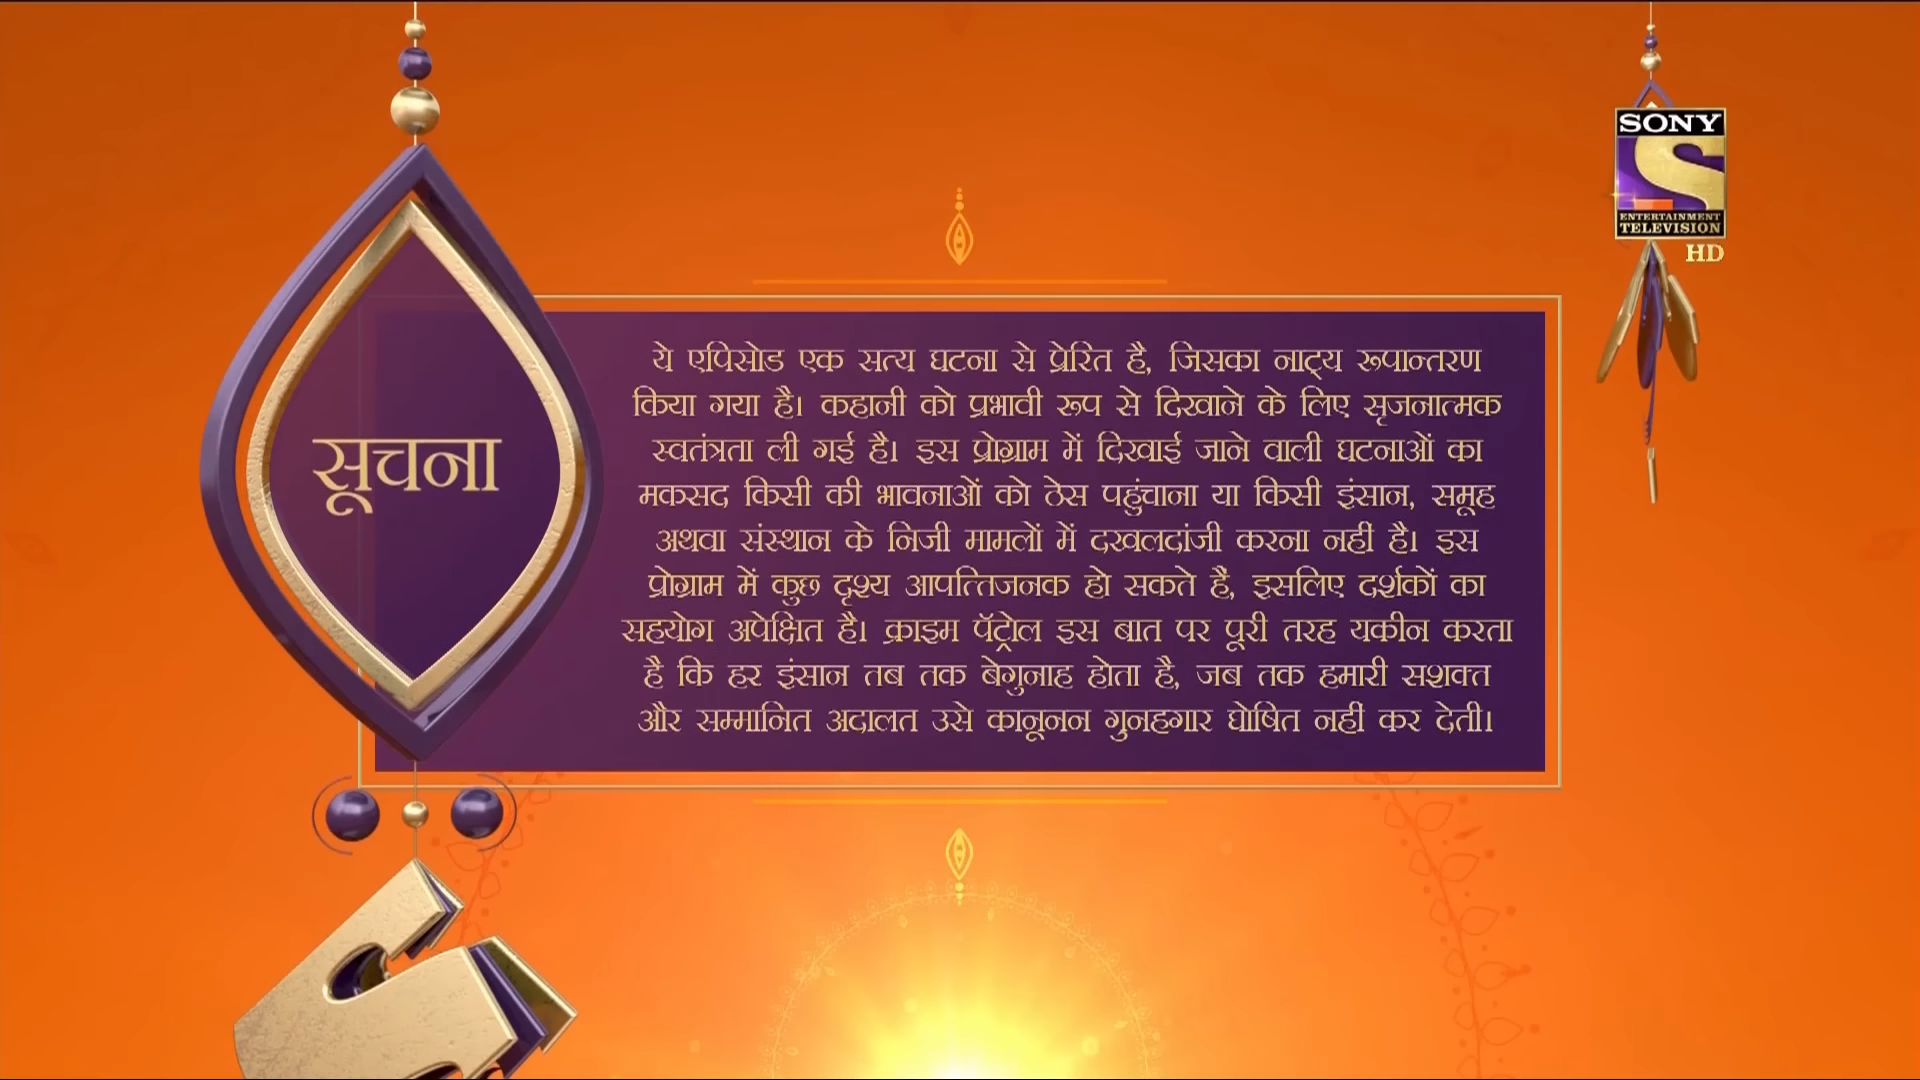 सूचना
ये एपिसोड एक सत्य घटना से प्रेरित है, जिसका नाट्य रूपान्तरण
किया गया है। कहानी को प्रभावी रूप से दिखाने के लिए सृजनात्मक
स्वतंत्रता ली गई है। इस प्रोग्राम में दिखाई जाने वाली घटनाओं का
मकसद किसी की भावनाओं को ठेस पहुंचाना या किसी इंसान, समूह
अथवा संस्थान के निजी मामलों में दखलदांजी करना नहीं है। इस
प्रोग्राम में कुछ दृश्य आपत्तिजनक हो सकते हैं, इसलिए दर्शकों का
सहयोग अपेक्षित है। क्राइम पॅट्रोल इस बात पर पूरी तरह यकीन करता
है कि हर इंसान तब तक बेगुनाह होता है, जब तक हमारी सशक्त
और सम्मानित अदालत उसे कानूनन गुनहगार घोषित नहीं कर देती।
SONY
ENTERTAINMENT
TELEVISION
HD